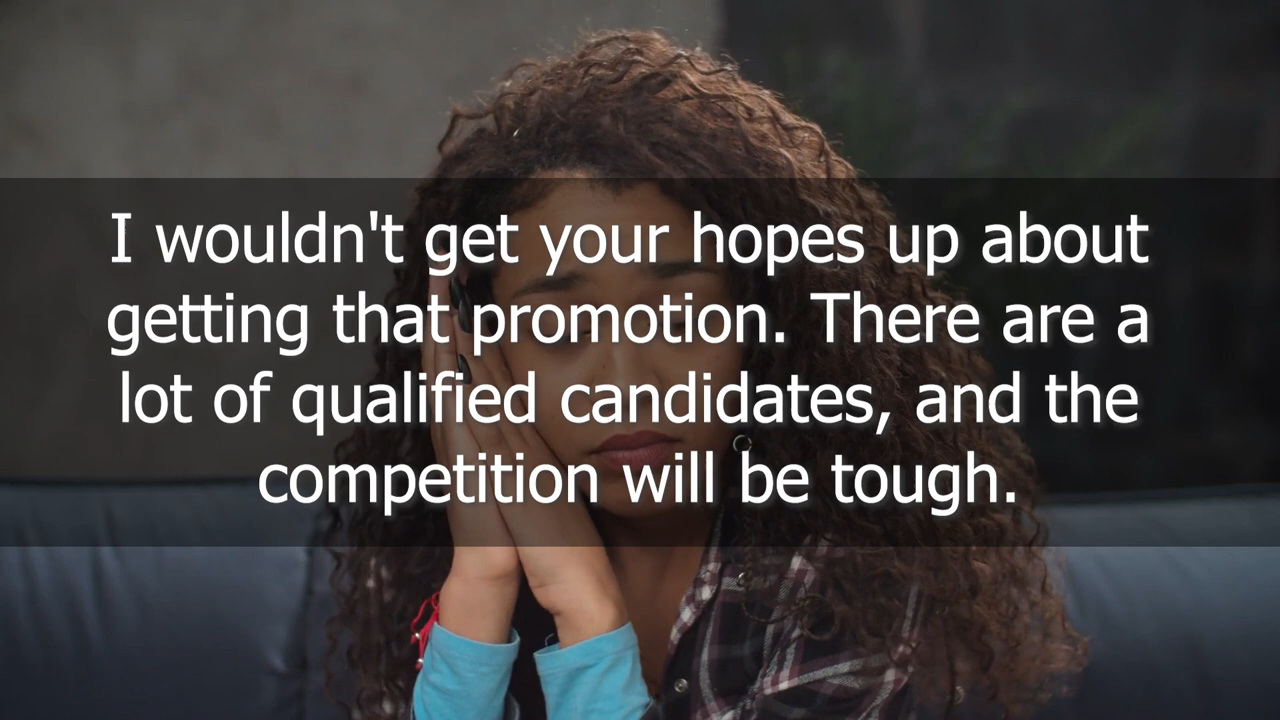 I wouldn't get your hopes up about
getting that promotion. There are a
lot of qualified candidates, and the
competition will be tough.